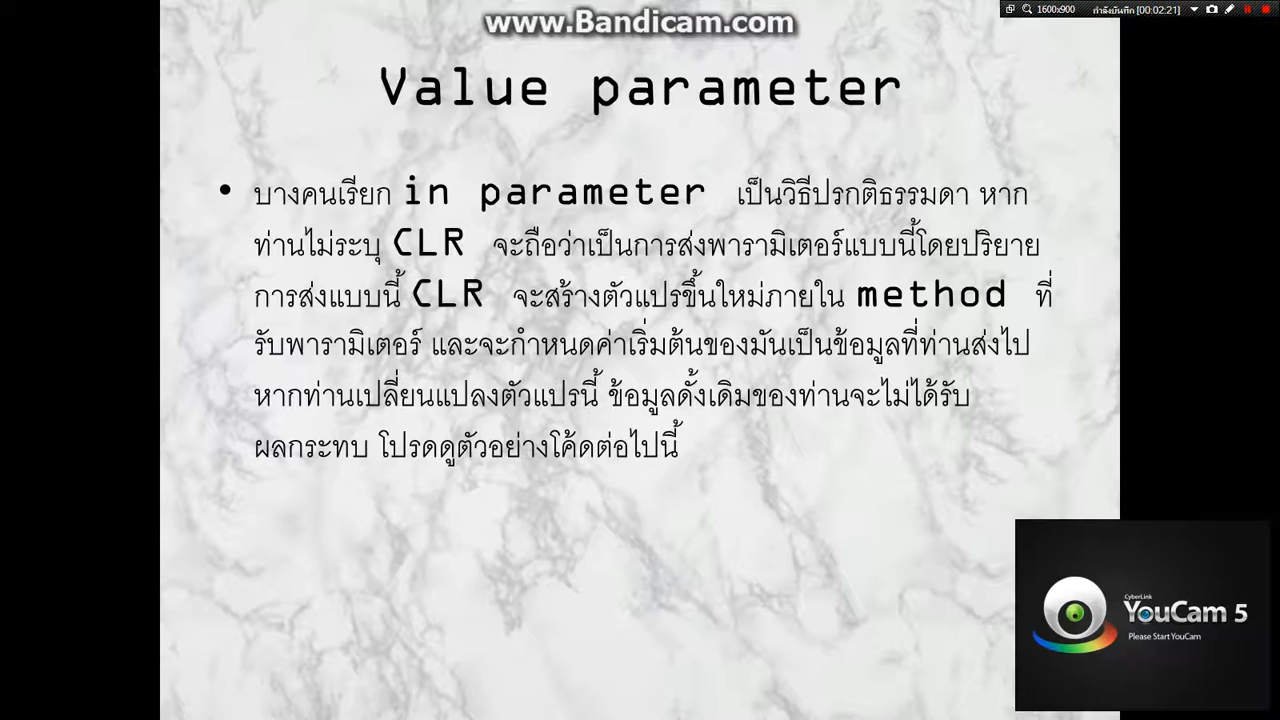 www.Bandicam.com
1600x900 กำลังบันทึก [00:02:21]
Value parameter
• บางคนเรียก in parameter เป็นวิธีปรกติธรรมดา หาก
ท่านไม่ระบุ CLR จะถือว่าเป็นการส่งพารามิเตอร์แบบนี้โดยปริยาย
การส่งแบบนี้ CLR จะสร้างตัวแปรขึ้นใหม่ภายใน method ที่
รับพารามิเตอร์ และจะกำหนดค่าเริ่มต้นของมันเป็นข้อมูลที่ท่านส่งไป
หากท่านเปลี่ยนแปลงตัวแปรนี้ ข้อมูลดั้งเดิมของท่านจะไม่ได้รับ
ผลกระทบ โปรดดูตัวอย่างโค้ดต่อไปนี้
CyberLink
YouCam 5
Please Start YouCam